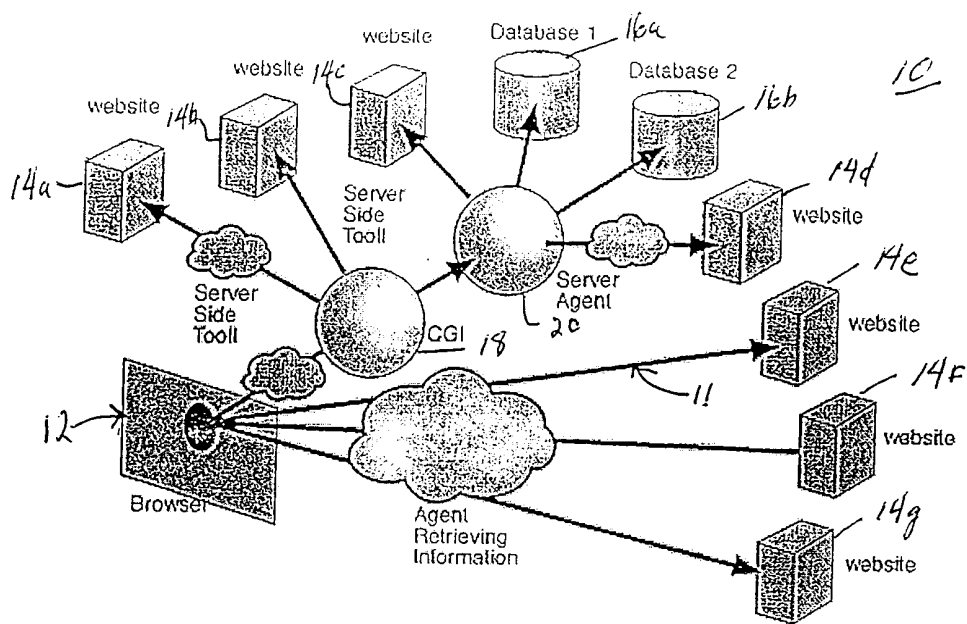 website
Database 1
16a
website
14c
Database 2
10
website
14b
16b
14a
14d
website
Server
Side
Tooll
Server
Side
Tooll
Server
Agent
20
14e
website
CGI
18
11
14F
website
12
Browser
Agent
Retrieving
Information
14g
website